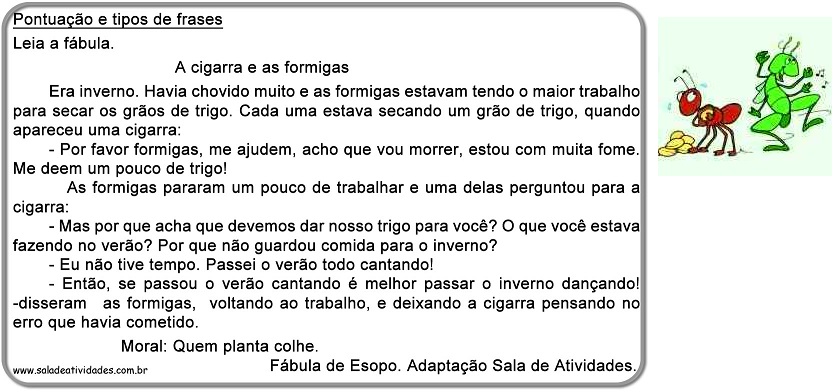 Pontuação e tipos de frases
Leia a fábula.
A cigarra e as formigas
Era inverno. Havia chovido muito e as formigas estavam tendo o maior trabalho
para secar os grãos de trigo. Cada uma estava secando um grão de trigo, quando
apareceu uma cigarra:
- Por favor formigas, me ajudem, acho que vou morrer, estou com muita fome.
Me deem um pouco de trigo!
As formigas pararam um pouco de trabalhar e uma delas perguntou para a
cigarra:
- Mas por que acha que devemos dar nosso trigo para você? O que você estava
fazendo no verão? Por que não guardou comida para o inverno?
- Eu não tive tempo. Passei o verão todo cantando!
- Então, se passou o verão cantando é melhor passar o inverno dançando!
-disseram as formigas, voltando ao trabalho, e deixando a cigarra pensando no
erro que havia cometido.
Moral: Quem planta colhe.
www.saladeatividades.com.br
Fábula de Esopo. Adaptação Sala de Atividades.